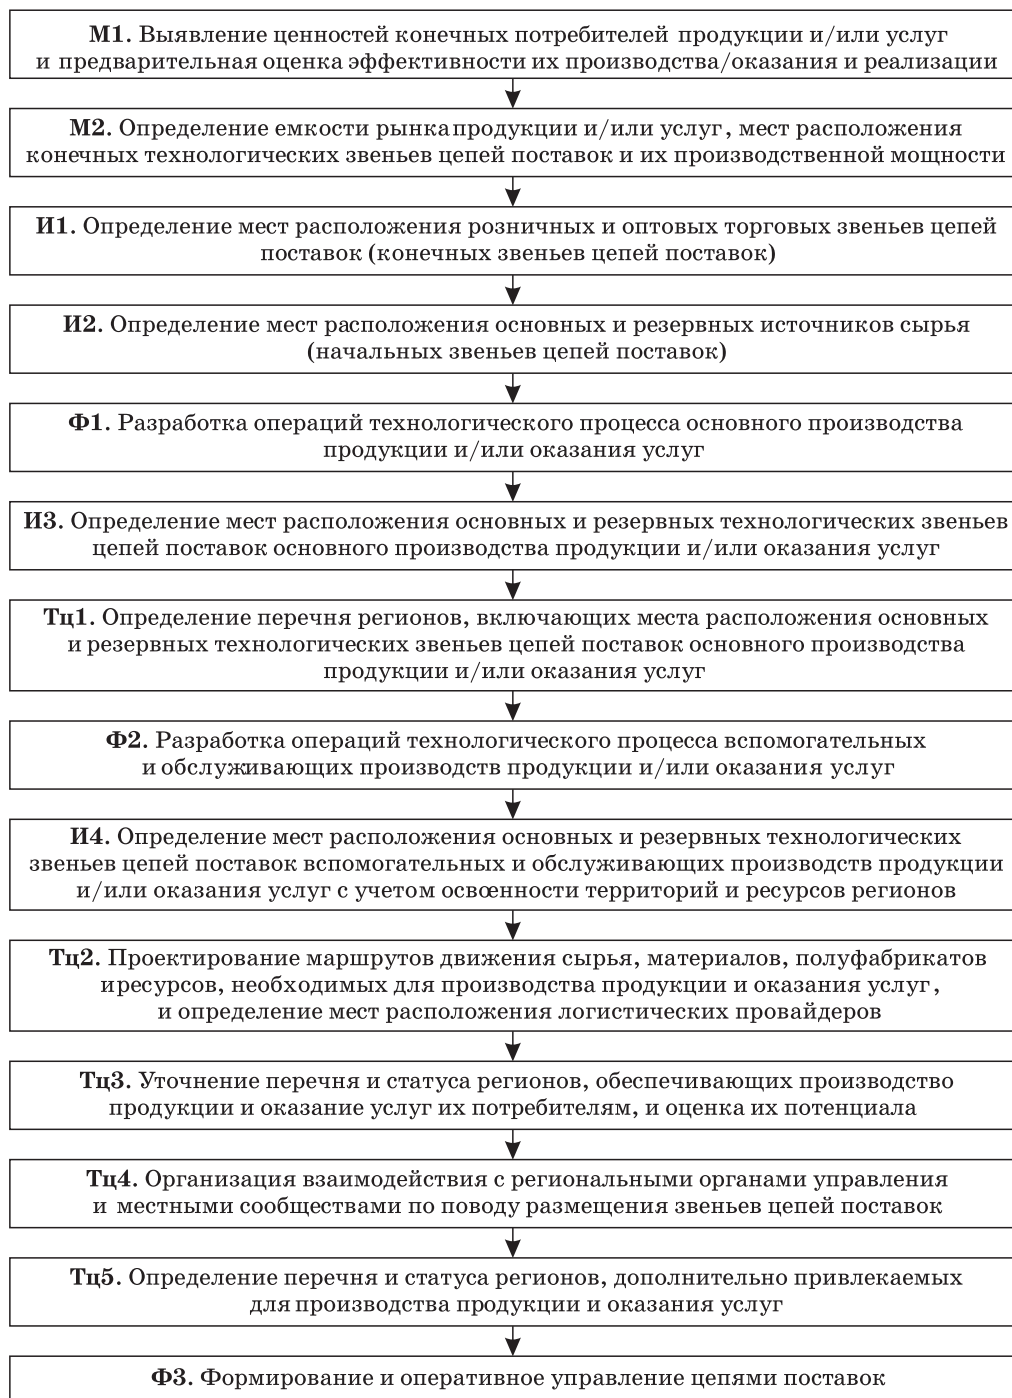 М1. Выявление ценностей конечных потребителей продукции и/или услуг
и предварительная оценка эффективности их производства/оказания и реализации
М2. Определение емкости рынка продукции и/или услуг, мест расположения
конечных технологических звеньев цепей поставок и их производственной мощности
И1. Определение мест расположения розничных и оптовых торговых звеньев цепей
поставок (конечных звеньев цепей поставок)
И2. Определение мест расположения основных и резервных источников сырья
(начальных звеньев цепей поставок)
Ф1. Разработка операций технологического процесса основного производства
продукции и/или оказания услуг
И3. Определение мест расположения основных и резервных технологических звеньев
цепей поставок основного производства продукции и/или оказания услуг
Тц1. Определение перечня регионов, включающих места расположения основных
и резервных технологических звеньев цепей поставок основного производства
продукции и/или оказания услуг
Ф2. Разработка операций технологического процесса вспомогательных
и обслуживающих производств продукции и/или оказания услуг
И4. Определение мест расположения основных и резервных технологических
звеньев цепей поставок вспомогательных и обслуживающих производств продукции
и/или оказания услуг с учетом освоенности территорий и ресурсов регионов
Тц2. Проектирование маршрутов движения сырья, материалов, полуфабрикатов
и ресурсов, необходимых для производства продукции и оказания услуг,
и определение мест расположения логистических провайдеров
Тц3. Уточнение перечня и статуса регионов, обеспечивающих производство
продукции и оказание услуг их потребителям, и оценка их потенциала
Тц4. Организация взаимодействия с региональными органами управления
и местными сообществами по поводу размещения звеньев цепей поставок
Тц5. Определение перечня и статуса регионов, дополнительно привлекаемых
для производства продукции и оказания услуг
Ф3. Формирование и оперативное управление цепями поставок